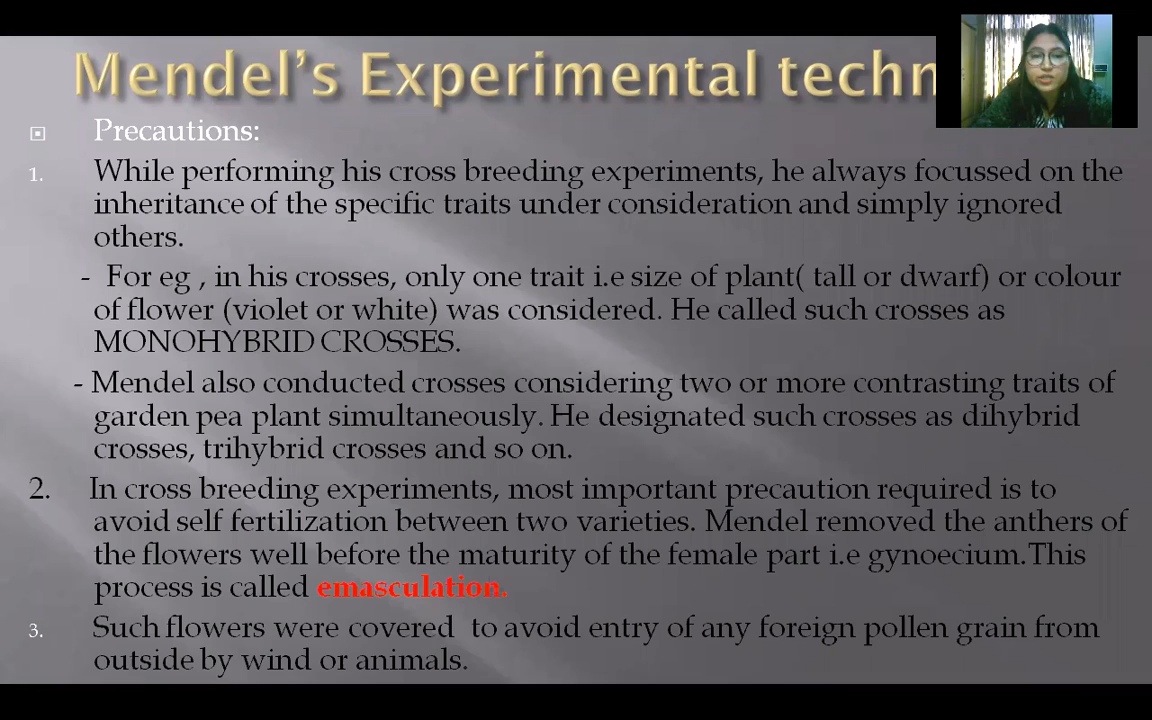 Mendel's Experimental techn
Precautions:
1. While performing his cross breeding experiments, he always focussed on the
inheritance of the specific traits under consideration and simply ignored
others.
- For eg , in his crosses, only one trait i.e size of plant( tall or dwarf) or colour
of flower (violet or white) was considered. He called such crosses as
MONOHYBRID CROSSES.
- Mendel also conducted crosses considering two or more contrasting traits of
garden pea plant simultaneously. He designated such crosses as dihybrid
crosses, trihybrid crosses and so on.
2. In cross breeding experiments, most important precaution required is to
avoid self fertilization between two varieties. Mendel removed the anthers of
the flowers well before the maturity of the female part i.e gynoecium.This
process is called emasculation.
3. Such flowers were covered to avoid entry of any foreign pollen grain from
outside by wind or animals.